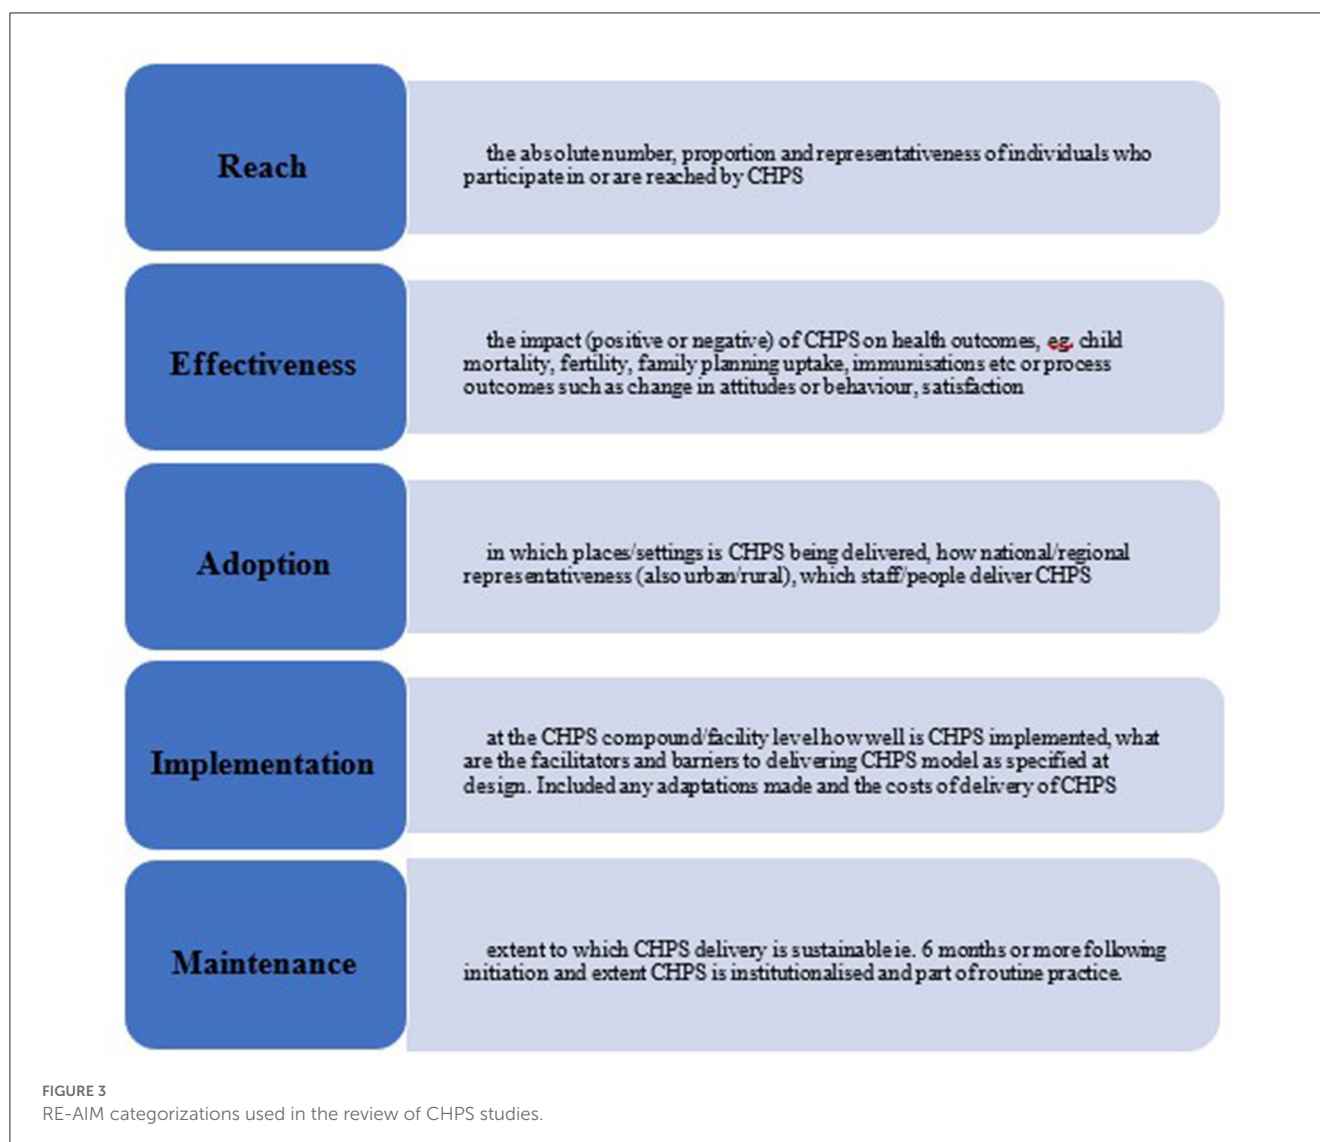 Reach
the absolute number, proportion and representativeness of individuals who
participate in or are reached by CHPS
Effectiveness
the impact (positive or negative) of CHPS on health outcomes, eg. child
mortality, fertility, family planning uptake, immunisations etc or process
outcomes such as change in attitudes or behaviour, satisfaction
Adoption
in which places/settings is CHPS being delivered, how national/regional
representativeness (also urban/rural), which staff/people deliver CHPS
Implementation
at the CHPS compound/facility level how well is CHPS implemented, what
are the facilitators and barriers to delivering CHPS model as specified at
design. Included any adaptations made and the costs of delivery of CHPS
Maintenance
extent to which CHPS delivery is sustainable ie. 6 months or more following
initiation and extent CHPS is institutionalised and part of routine practice.
FIGURE 3
RE-AIM categorizations used in the review of CHPS studies.